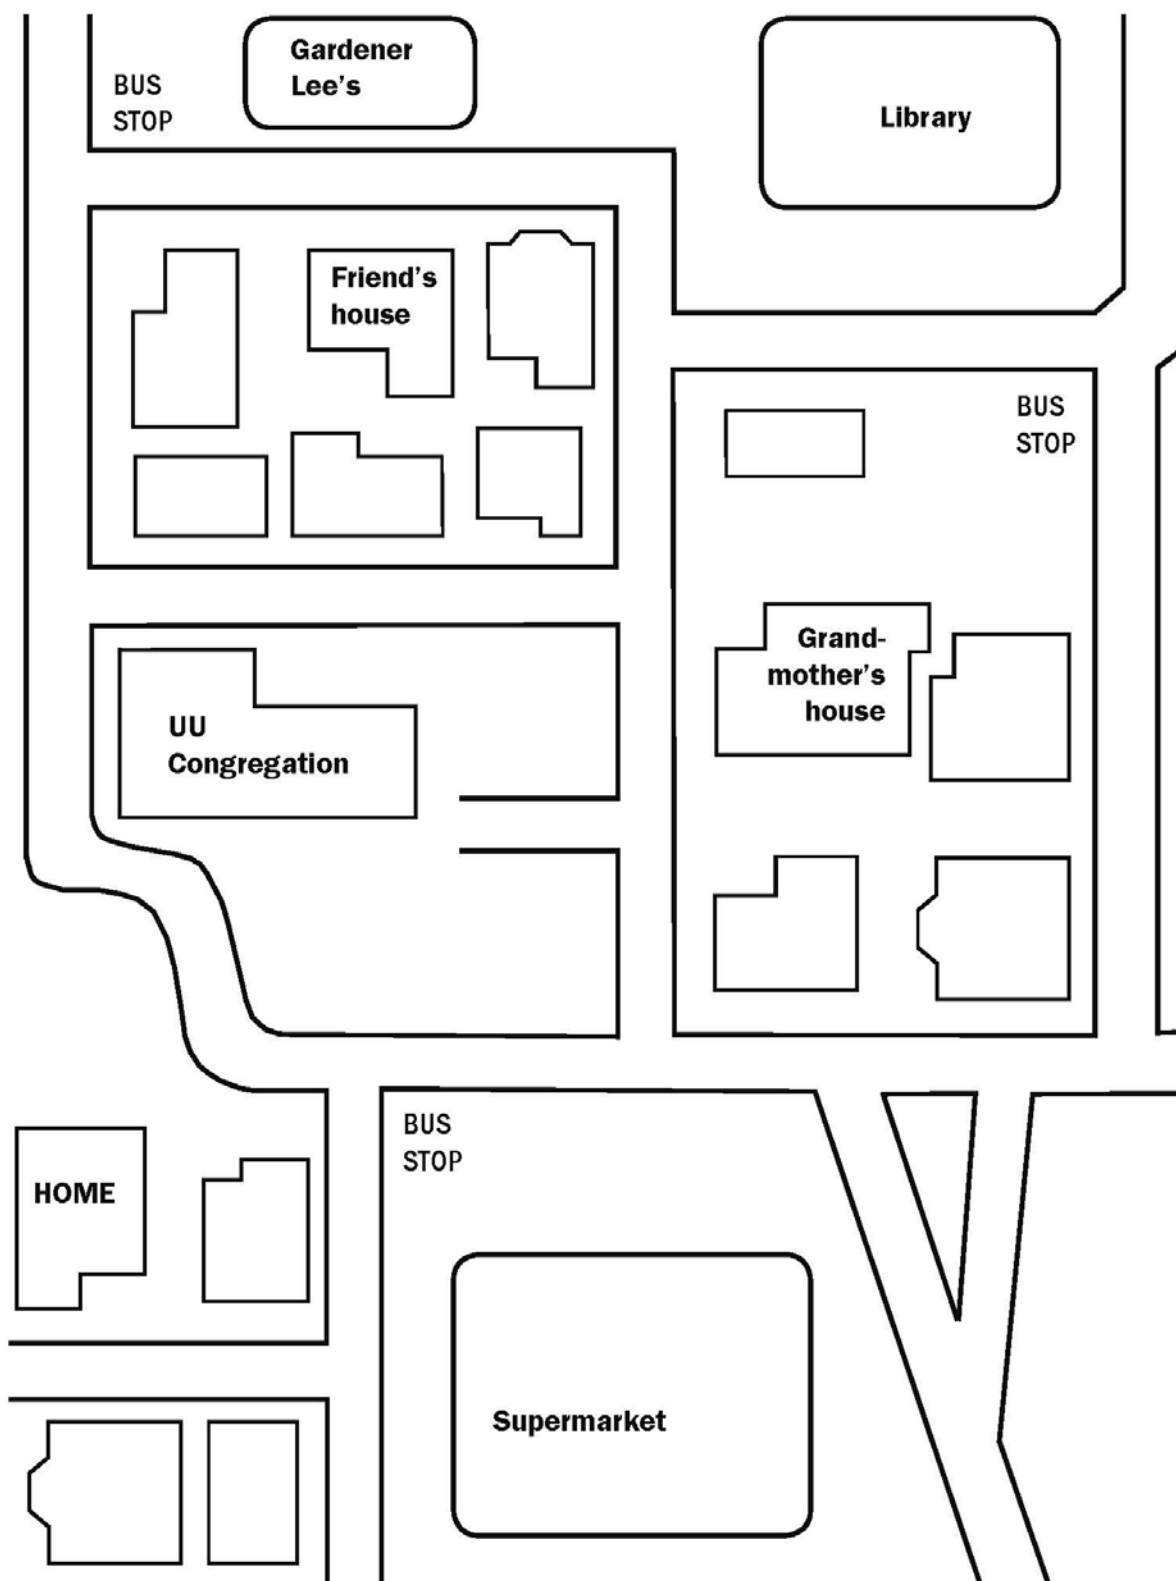 Gardener
Lee's
BUS
STOP
Library
Friend's
house
BUS
STOP
Grand-
mother's
house
UU
Congregation
BUS
STOP
HOME
Supermarket